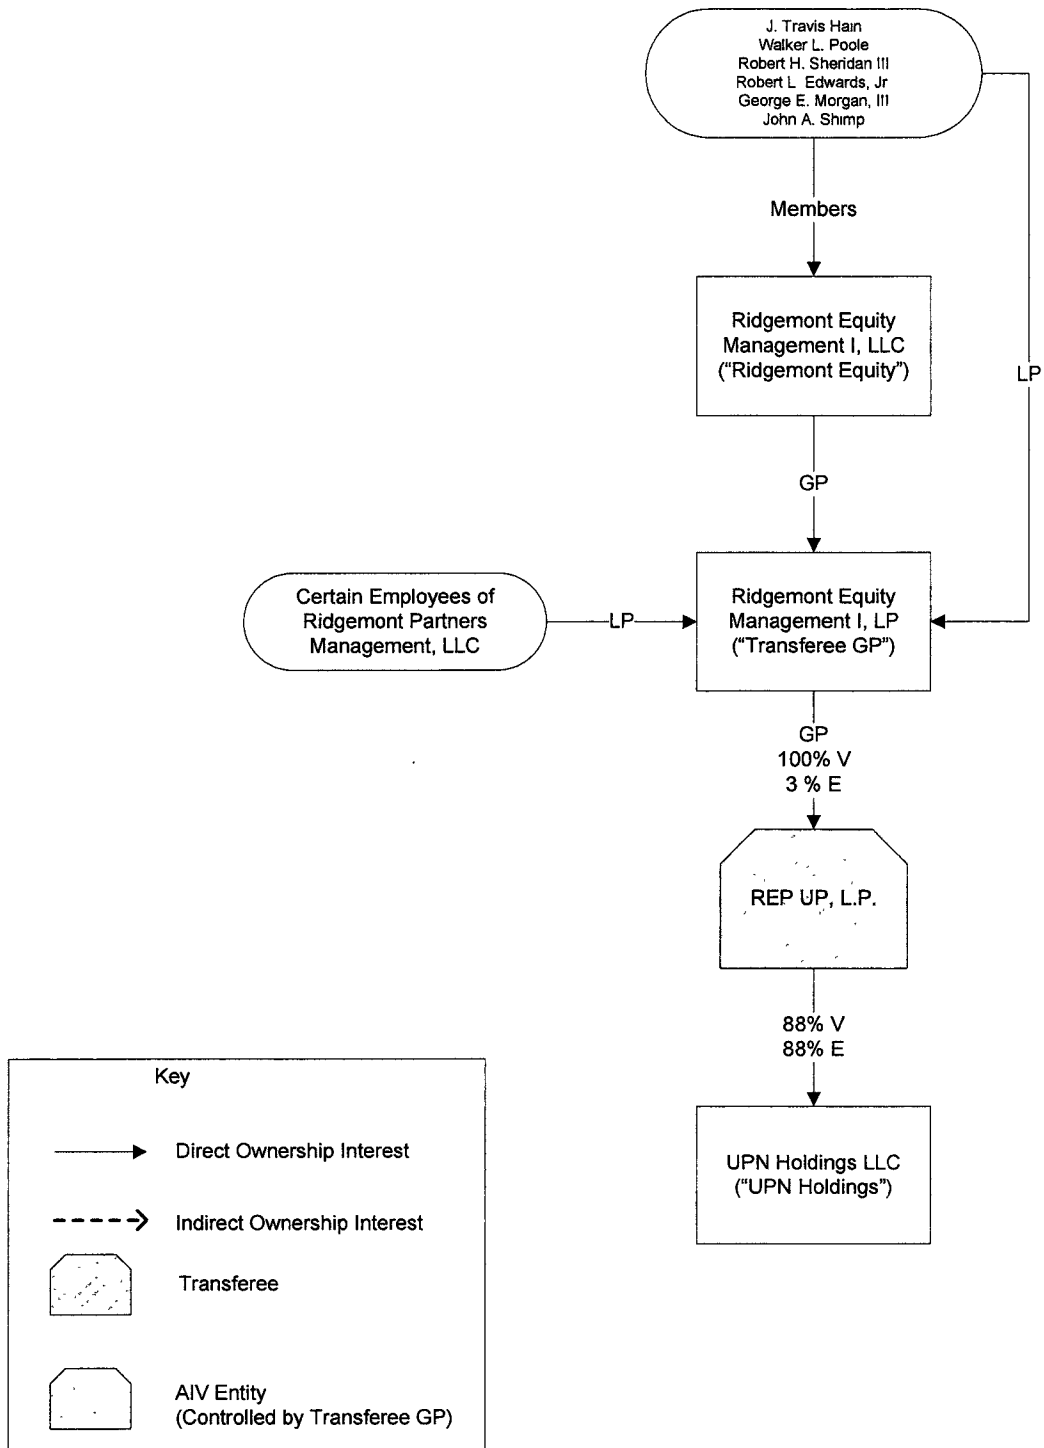 J. Travis Hain
Walker L. Poole
Robert H. Sheridan III
Robert L Edwards, Jr
George E. Morgan, III
John A. Shimp
Members
Ridgemont Equity
Management I, LLC
("Ridgemont Equity")
LP
GP
Certain Employees of
Ridgemont Partners
Management, LLC
LP
Ridgemont Equity
Management I, LP
("Transferee GP")
GP
100% V
3 % E
REP UP, L.P.
88% V
88% E
UPN Holdings LLC
("UPN Holdings")
Key
Direct Ownership Interest
Indirect Ownership Interest
Transferee
AIV Entity
(Controlled by Transferee GP)